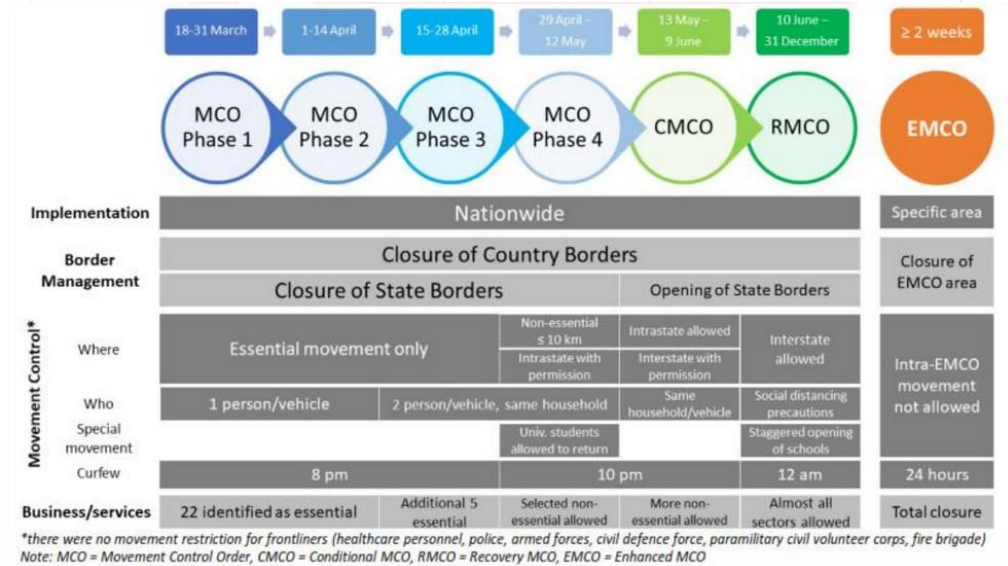 18-31 March
1-14 April
15-28 April
29 April –
12 May
13 May –
9 June
10 June –
31 December
≥ 2 weeks
MCO
Phase 1
MCO
Phase 2
MCO
Phase 3
MCO
Phase 4
CMCO
RMCO
EMCO
Implementation
Nationwide
Specific area
Border
Management
Closure of Country Borders
Closure of State Borders
Opening of State Borders
Closure of
EMCO area
Movement Control*
Where
Essential movement only
Non-essential
≤ 10 km
Intrastate with
permission
Intrastate allowed
Interstate with
permission
Interstate
allowed
Intra-EMCO
movement
not allowed
Who
1 person/vehicle
2 person/vehicle, same household
Same
household/vehicle
Social distancing
precautions
Special
movement
Univ. students
allowed to return
Staggered opening
of schools
Curfew
8 pm
10 pm
12 am
24 hours
Business/services
22 identified as essential
Additional 5
essential
Selected non-
essential allowed
More non-
essential allowed
Almost all
sectors allowed
Total closure
*there were no movement restriction for frontliners (healthcare personnel, police, armed forces, civil defence force, paramilitary civil volunteer corps, fire brigade)
Note: MCO = Movement Control Order, CMCO = Conditional MCO, RMCO = Recovery MCO, EMCO = Enhanced MCO